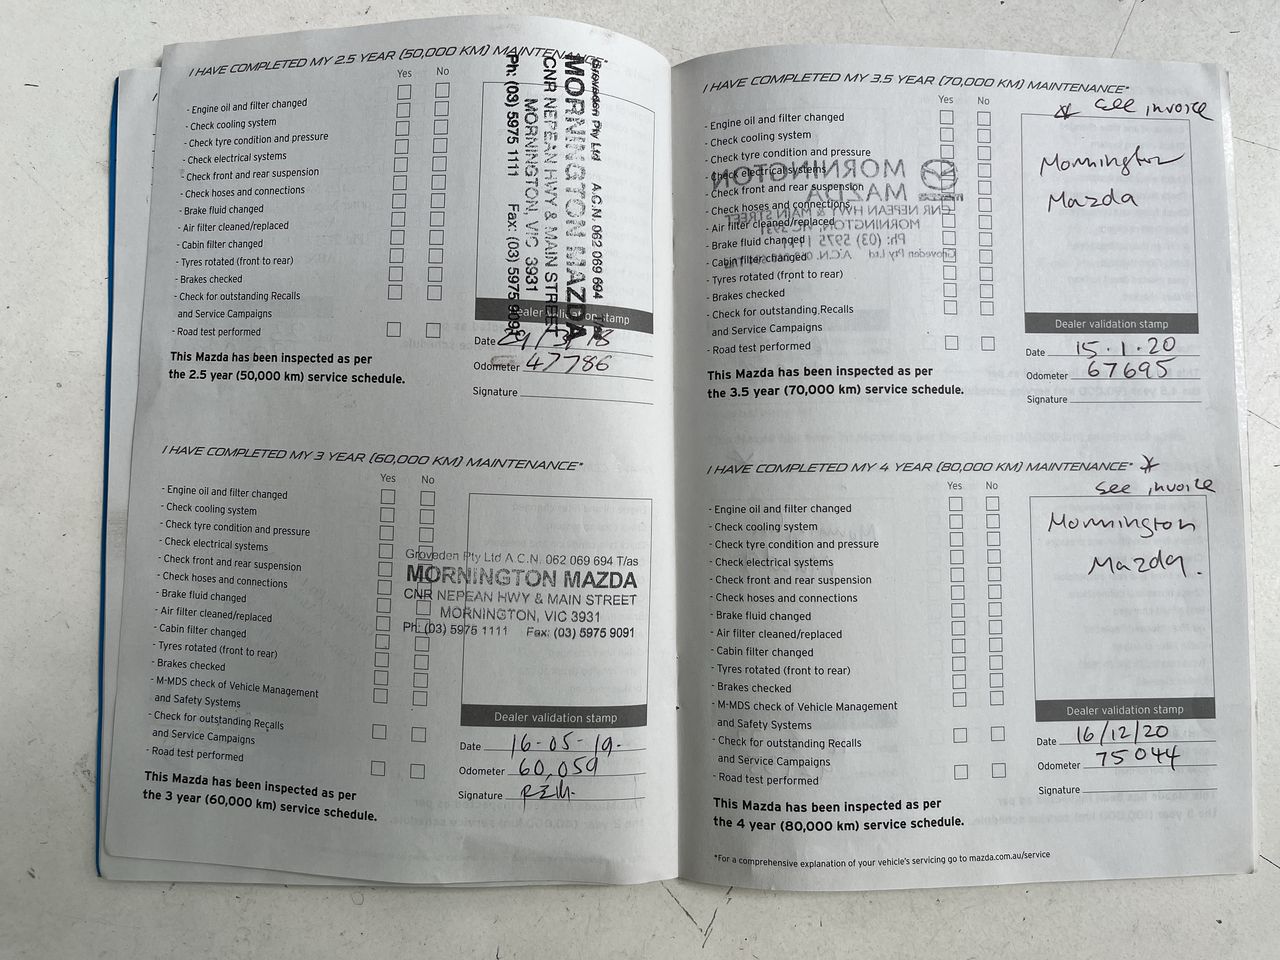 I HAVE COMPLETED MY 2.5 YEAR (50,000 KM) MAINTENANCE*
Yes No
- Engine oil and filter changed
- Check cooling system
- Check tyre condition and pressure
- Check electrical systems
- Check front and rear suspension
- Check hoses and connections
- Brake fluid changed
- Air filter cleaned/replaced
- Cabin filter changed
- Tyres rotated (front to rear)
- Brakes checked
- Check for outstanding Recalls
and Service Campaigns
- Road test performed
This Mazda has been inspected as per
the 2.5 year (50,000 km) service schedule.
Groveden Pty Ltd A.C.N. 062 069 694 T/as
MORNINGTON MAZDA
CNR NEPEAN HWY & MAIN STREET
MORNINGTON, VIC 3931
Ph: (03) 5975 1111 Fax: (03) 5975 9091
Dealer validation stamp
Date
Odometer 47786
Signature
I HAVE COMPLETED MY 3 YEAR (60,000 KM) MAINTENANCE*
Yes No
- Engine oil and filter changed
- Check cooling system
- Check tyre condition and pressure
- Check electrical systems
- Check front and rear suspension
- Check hoses and connections
- Brake fluid changed
- Air filter cleaned/replaced
- Cabin filter changed
- Tyres rotated (front to rear)
- Brakes checked
- M-MDS check of Vehicle Management
and Safety Systems
- Check for outstanding Recalls
and Service Campaigns
- Road test performed
This Mazda has been inspected as per
the 3 year (60,000 km) service schedule.
Groveden Pty Ltd A.C.N. 062 069 694 T/as
MORNINGTON MAZDA
CNR NEPEAN HWY & MAIN STREET
MORNINGTON, VIC 3931
Ph: (03) 5975 1111 Fax: (03) 5975 9091
Dealer validation stamp
Date 16-05-19-
Odometer 60,059
Signature
I HAVE COMPLETED MY 3.5 YEAR (70,000 KM) MAINTENANCE*
Yes No
* see invoice
- Engine oil and filter changed
- Check cooling system
- Check tyre condition and pressure
- Check electrical systems
- Check front and rear suspension
- Check hoses and connections
- Air filter cleaned/replaced
- Brake fluid changed
- Cabin filter changed
- Tyres rotated (front to rear)
- Brakes checked
- Check for outstanding Recalls
and Service Campaigns
- Road test performed
This Mazda has been inspected as per
the 3.5 year (70,000 km) service schedule.
MORNINGTON
MAZDA
CNR NEPEAN HWY & MAIN STREET
MORNINGTON, VIC 3931
Ph: (03) 5975 1111
Groveden Pty Ltd
Mornington
Mazda
Dealer validation stamp
Date 15.1.20
Odometer 67695
Signature
I HAVE COMPLETED MY 4 YEAR (80,000 KM) MAINTENANCE* *
see invoice
Yes No
- Engine oil and filter changed
- Check cooling system
- Check tyre condition and pressure
- Check electrical systems
- Check front and rear suspension
- Check hoses and connections
- Brake fluid changed
- Air filter cleaned/replaced
- Cabin filter changed
- Tyres rotated (front to rear)
- Brakes checked
- M-MDS check of Vehicle Management
and Safety Systems
- Check for outstanding Recalls
and Service Campaigns
- Road test performed
This Mazda has been inspected as per
the 4 year (80,000 km) service schedule.
Mornington
Mazda.
Dealer validation stamp
Date 16/12/20
Odometer 75044
Signature
*For a comprehensive explanation of your vehicle's servicing go to mazda.com.au/service